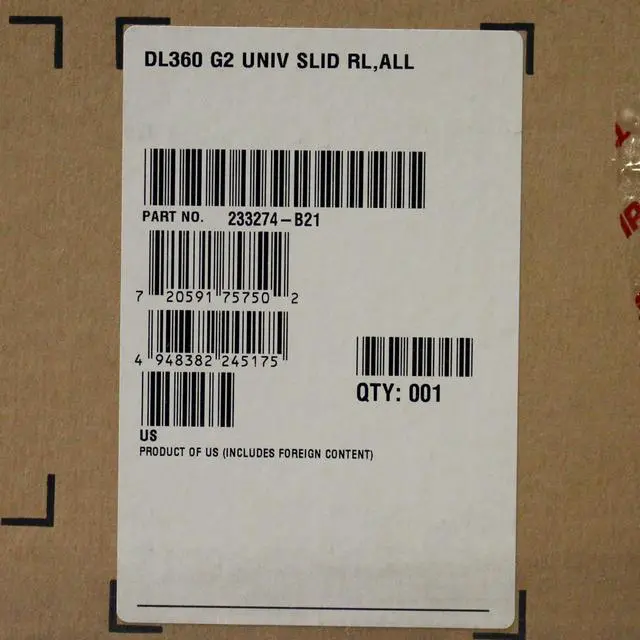 DL360 G2 UNIV SLID RL,ALL
PART NO. 233274-B21
7 20591 75750 2
4 948382 245175
QTY: 001
US
PRODUCT OF US (INCLUDES FOREIGN CONTENT)